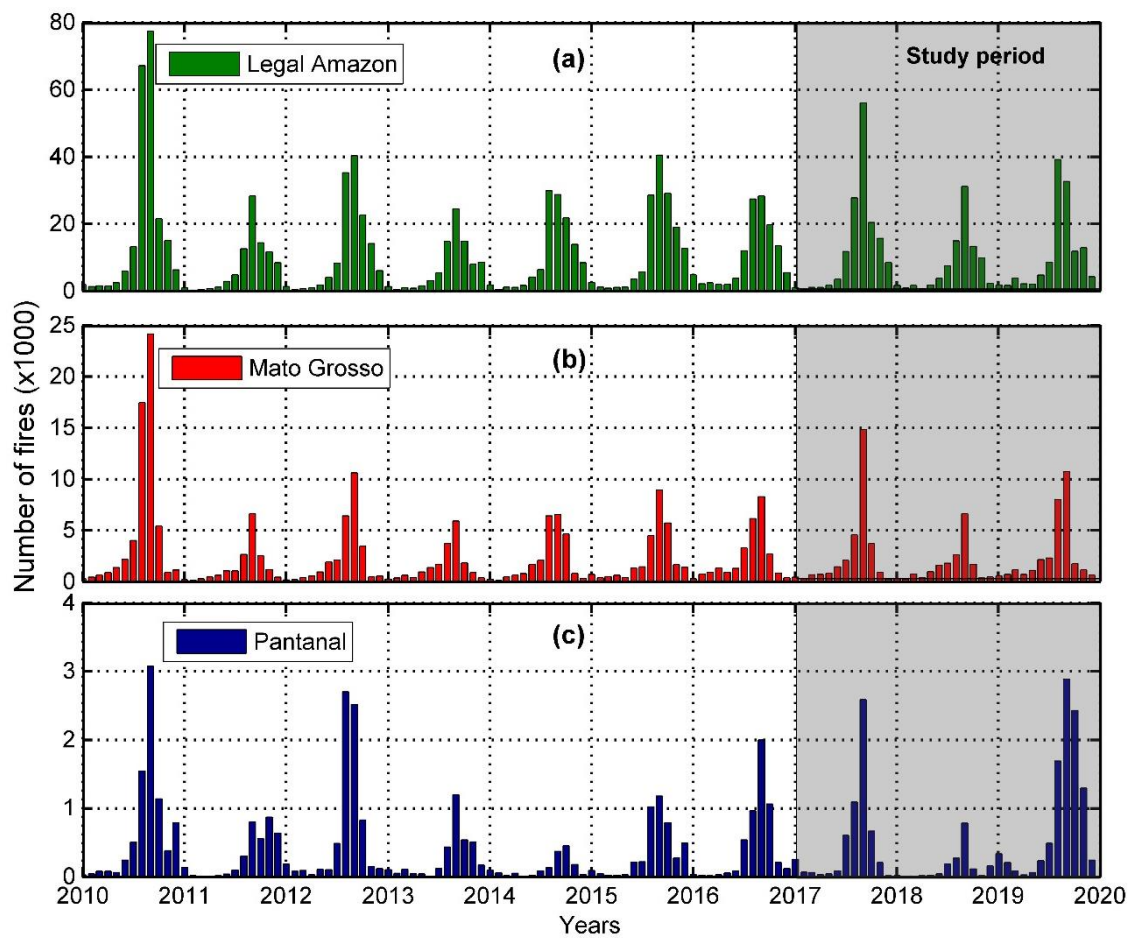 80
60
40
20
0
Legal Amazon
(a)
Study period
25
20
15
10
5
0
Mato Grosso
(b)
Number of fires (x1000)
4
3
2
1
0
Pantanal
(c)
2010 2011 2012 2013 2014 2015 2016 2017 2018 2019 2020
Years